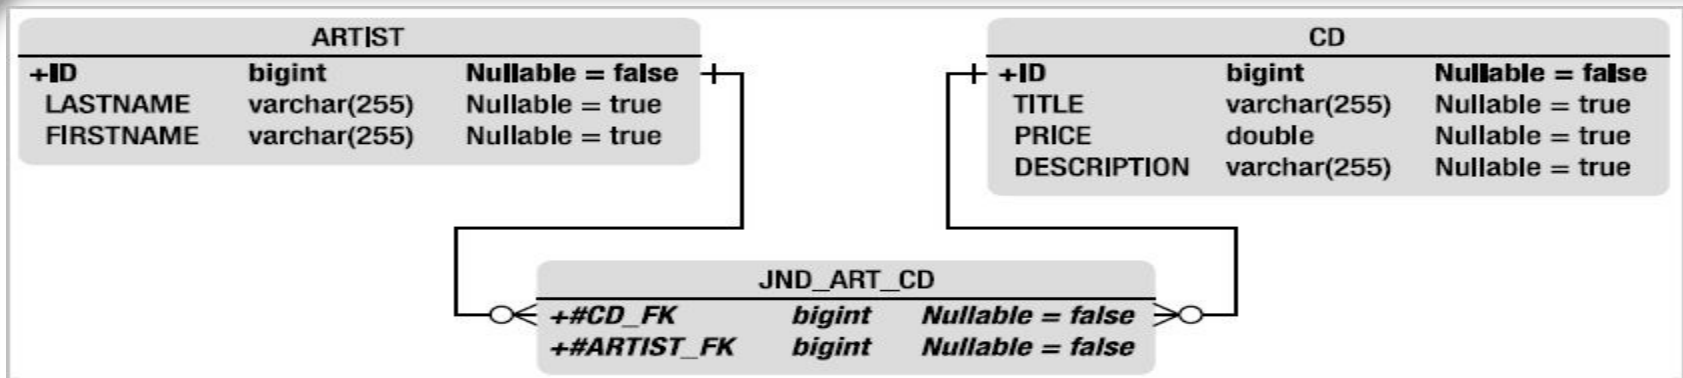 ARTIST
+ID bigint Nullable = false
LASTNAME varchar(255) Nullable = true
FIRSTNAME varchar(255) Nullable = true
CD
+ID bigint Nullable = false
TITLE varchar(255) Nullable = true
PRICE double Nullable = true
DESCRIPTION varchar(255) Nullable = true
JND_ART_CD
+#CD_FK bigint Nullable = false
+#ARTIST_FK bigint Nullable = false